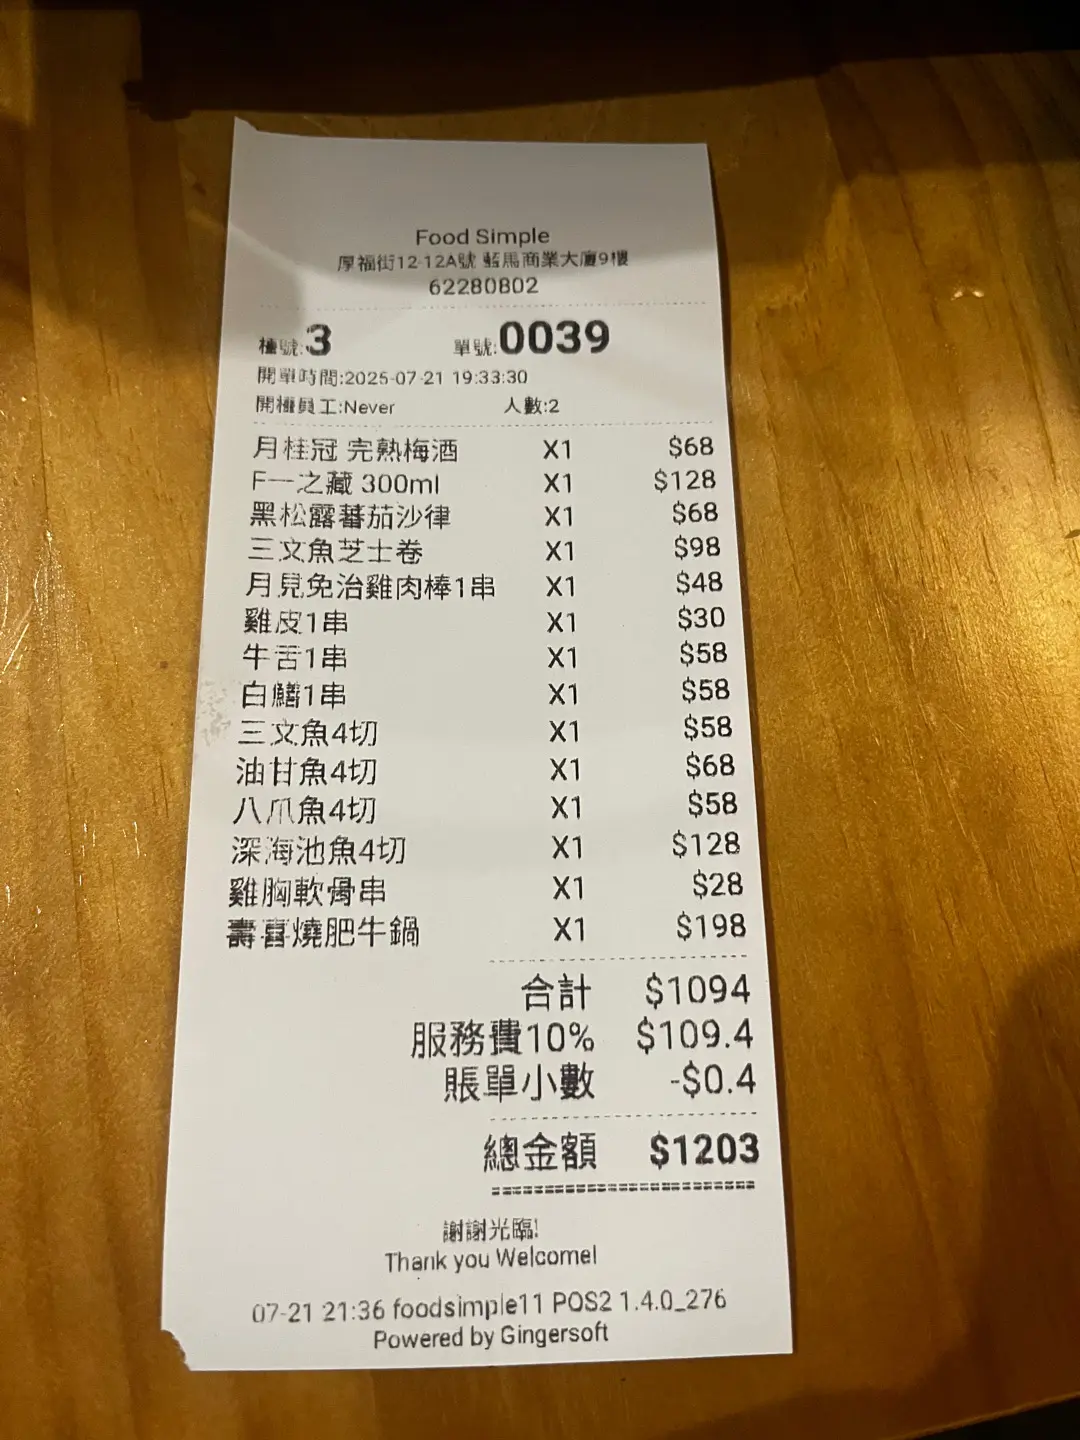 Food Simple
厚福街12-12A號 藍馬商業大廈9樓
62280802
檯號:3 單號:0039
開單時間:2025-07-21 19:33:30
開檯員工:Never 人數:2
月桂冠 完熟梅酒 X1 $68
F一之藏 300ml X1 $128
黑松露蕃茄沙律 X1 $68
三文魚芝士卷 X1 $98
月見免治雞肉棒1串 X1 $48
雞皮1串 X1 $30
牛舌1串 X1 $58
白鱔1串 X1 $58
三文魚4切 X1 $58
油甘魚4切 X1 $68
八爪魚4切 X1 $58
深海池魚4切 X1 $128
雞胸軟骨串 X1 $28
壽喜燒肥牛鍋 X1 $198
合計 $1094
服務費10% $109.4
賬單小數 -$0.4
總金額 $1203
謝謝光臨!
Thank you Welcome!
07-21 21:36 foodsimple11 POS2 1.4.0_276
Powered by Gingersoft